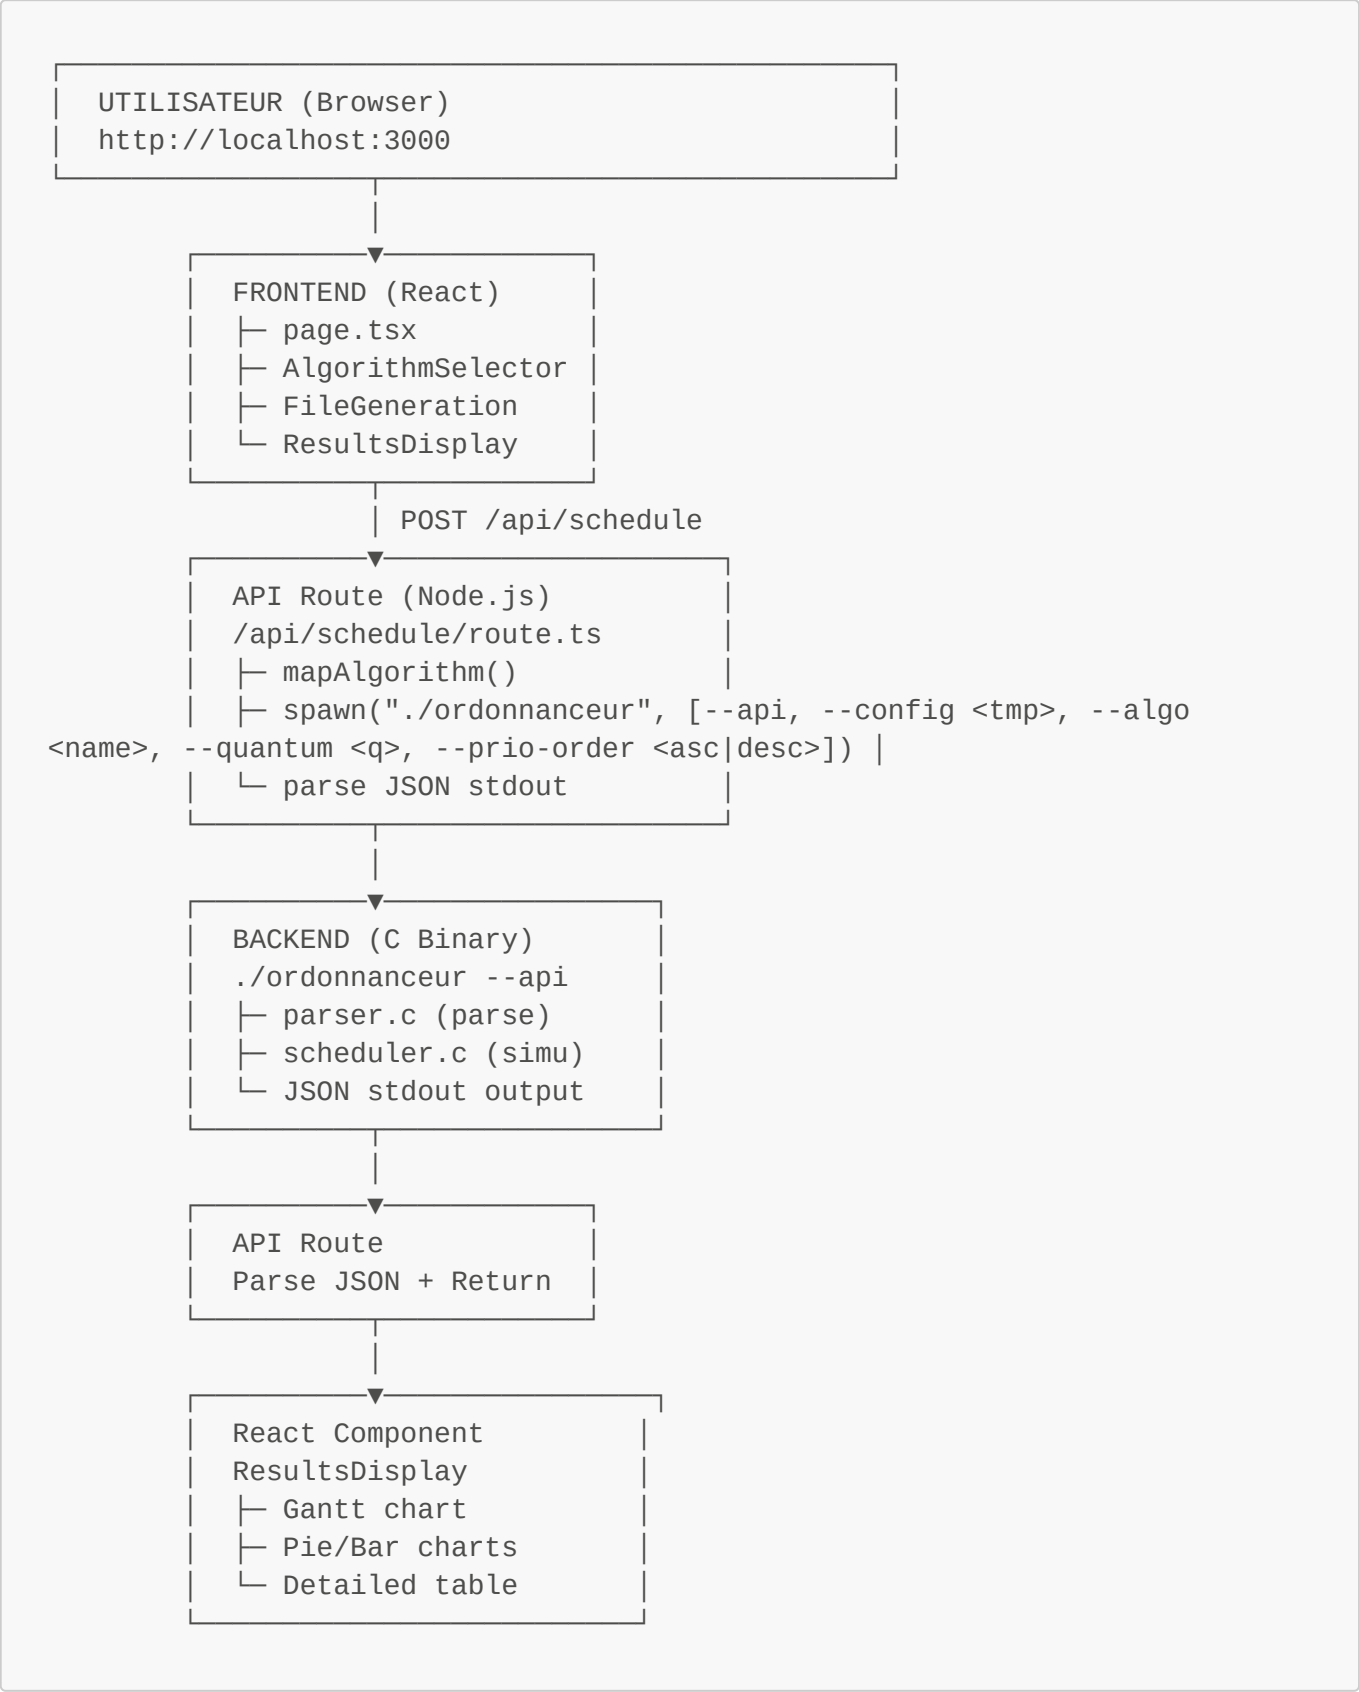 UTILISATEUR (Browser)
http://localhost:3000
FRONTEND (React)
├─ page.tsx
├─ AlgorithmSelector
├─ FileGeneration
└─ ResultsDisplay
POST /api/schedule
API Route (Node.js)
/api/schedule/route.ts
├─ mapAlgorithm()
├─ spawn("./ordonnanceur", [--api, --config <tmp>, --algo
<name>, --quantum <q>, --prio-order <asc|desc>]) │
└─ parse JSON stdout
BACKEND (C Binary)
./ordonnanceur --api
├─ parser.c (parse)
├─ scheduler.c (simu)
└─ JSON stdout output
API Route
Parse JSON + Return
React Component
ResultsDisplay
├─ Gantt chart
├─ Pie/Bar charts
└─ Detailed table